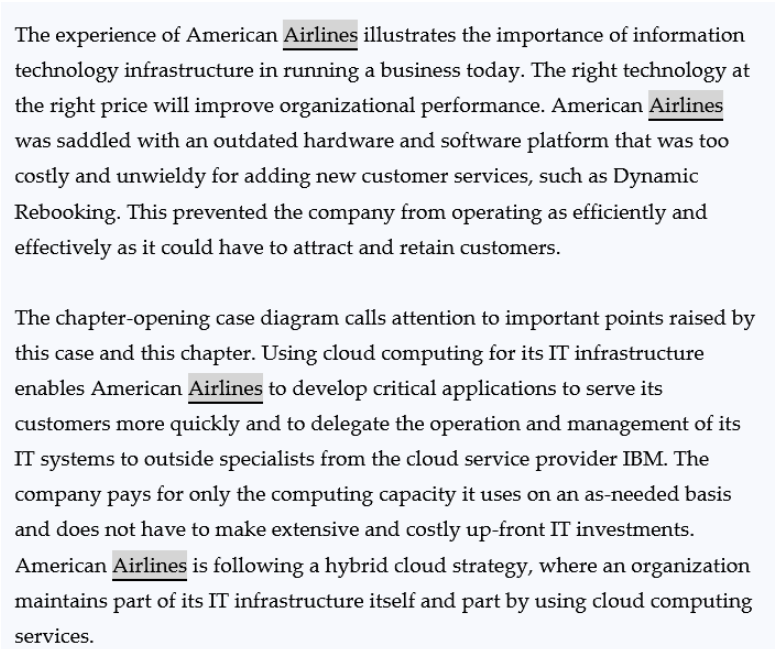 The experience of American Airlines illustrates the importance of information
technology infrastructure in running a business today. The right technology at
the right price will improve organizational performance. American Airlines
was saddled with an outdated hardware and software platform that was too
costly and unwieldy for adding new customer services, such as Dynamic
Rebooking. This prevented the company from operating as efficiently and
effectively as it could have to attract and retain customers.
The chapter-opening case diagram calls attention to important points raised by
this case and this chapter. Using cloud computing for its IT infrastructure
enables American Airlines to develop critical applications to serve its
customers more quickly and to delegate the operation and management of its
IT systems to outside specialists from the cloud service provider IBM. The
company pays for only the computing capacity it uses on an as-needed basis
and does not have to make extensive and costly up-front IT investments.
American Airlines is following a hybrid cloud strategy, where an organization
maintains part of its IT infrastructure itself and part by using cloud computing
services.